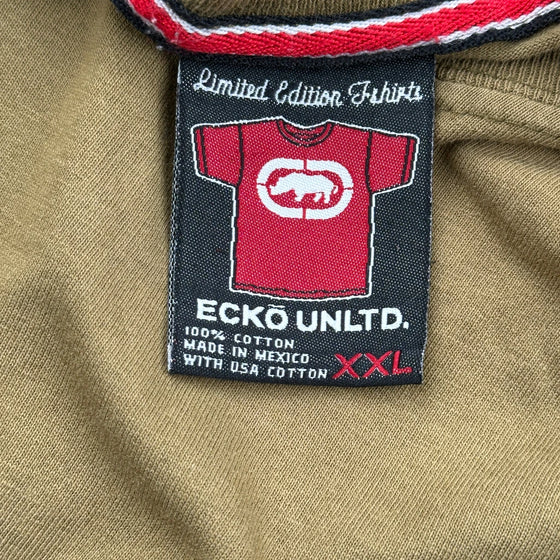 Limited Edition T-shirts
ECKŌ UNLTD.
100% COTTON
MADE IN MEXICO
WITH USA COTTON XXL